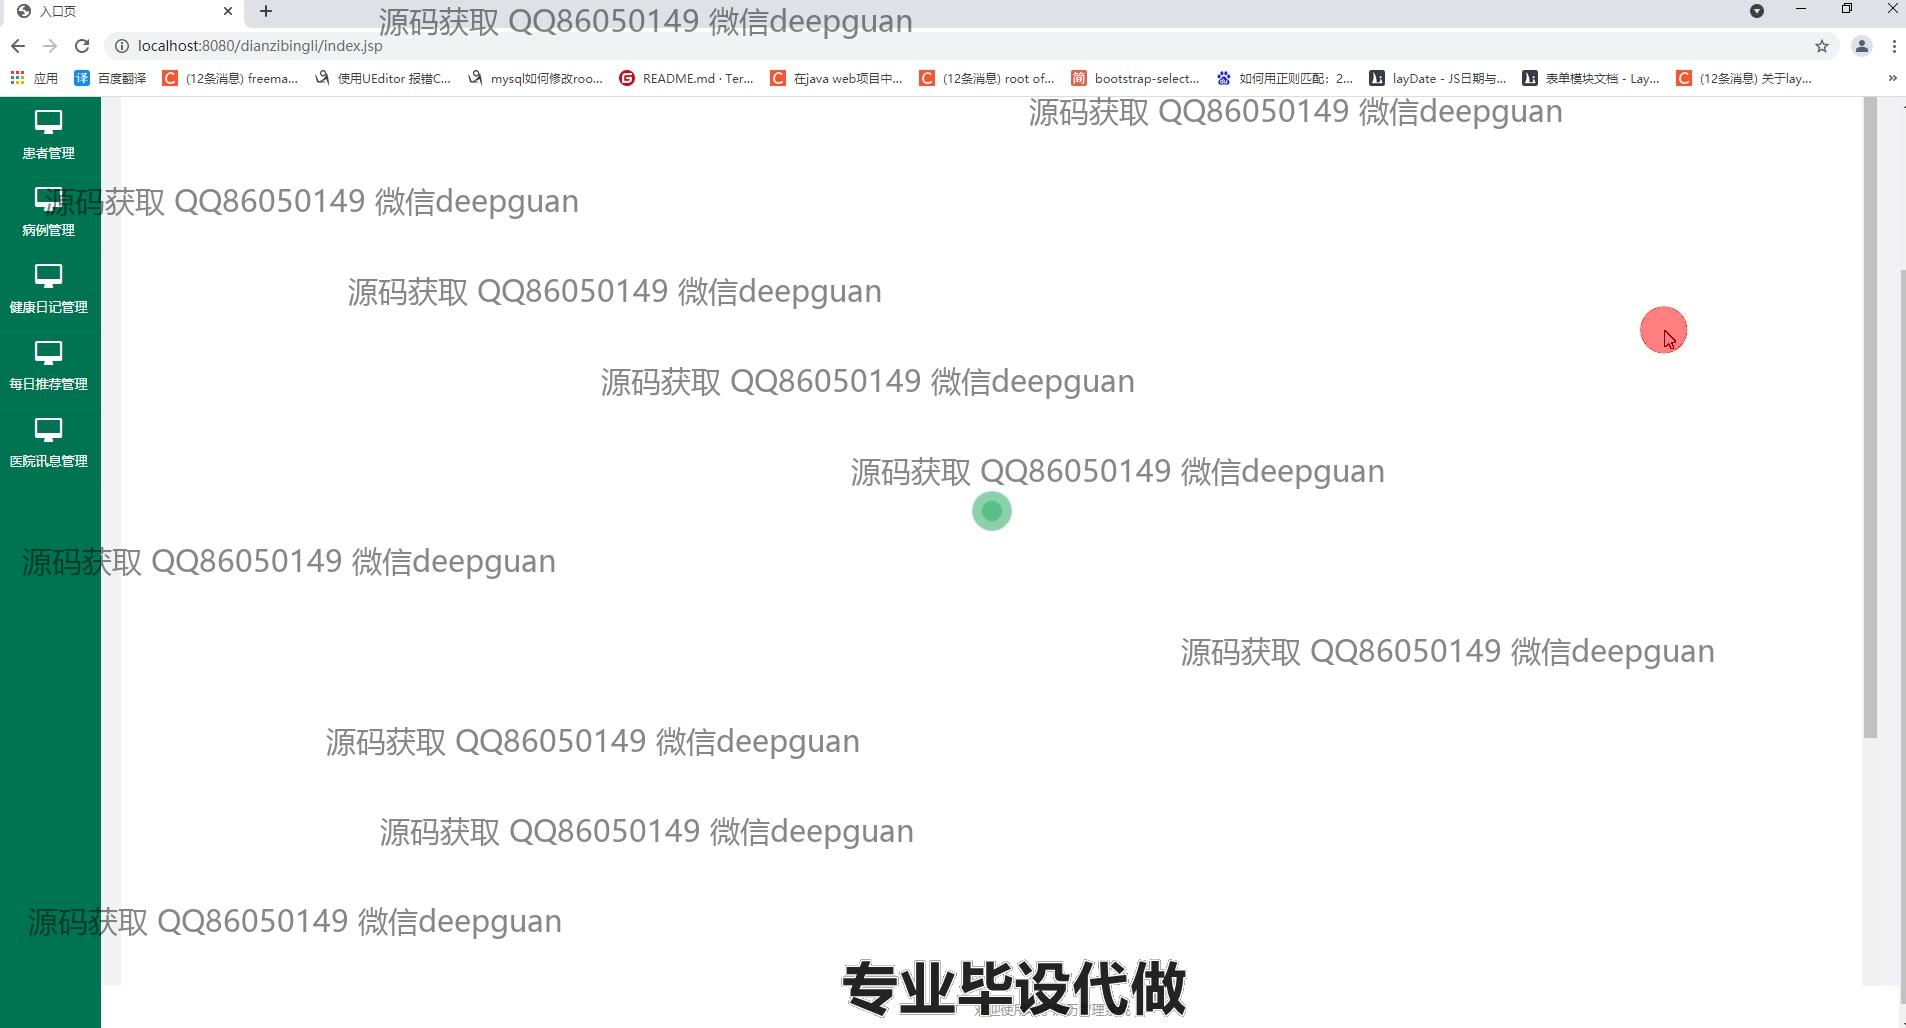 入口页
源码获取 QQ86050149 微信deepguan
localhost:8080/dianzibingli/index.jsp
应用 百度翻译 (12条消息) freema... 使用UEditor 报错C... mysql如何修改roo... README.md · Ter... 在java web项目中... (12条消息) root of... bootstrap-select... 如何用正则匹配：2... layDate - JS日期与... 表单模块文档 - Lay... (12条消息) 关于lay... »
源码获取 QQ86050149 微信deepguan
患者管理
源码获取 QQ86050149 微信deepguan
病例管理
源码获取 QQ86050149 微信deepguan
健康日记管理
源码获取 QQ86050149 微信deepguan
每日推荐管理
医院讯息管理
源码获取 QQ86050149 微信deepguan
源码获取 QQ86050149 微信deepguan
源码获取 QQ86050149 微信deepguan
源码获取 QQ86050149 微信deepguan
源码获取 QQ86050149 微信deepguan
源码获取 QQ86050149 微信deepguan
专业毕设代做